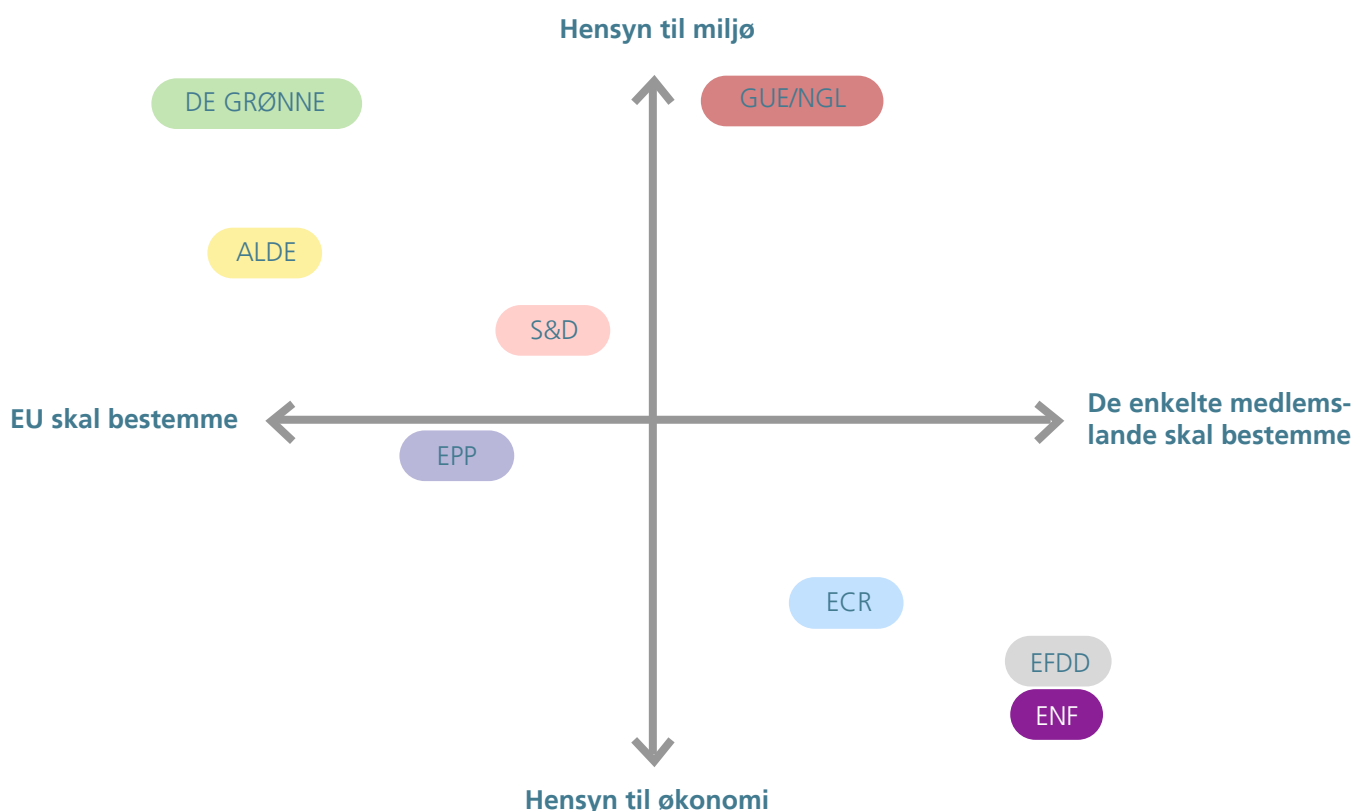 Hensyn til miljø
DE GRØNNE
GUE/NGL
ALDE
S&D
EU skal bestemme
De enkelte medlems-
lande skal bestemme
EPP
ECR
EFDD
ENF
Hensyn til økonomi